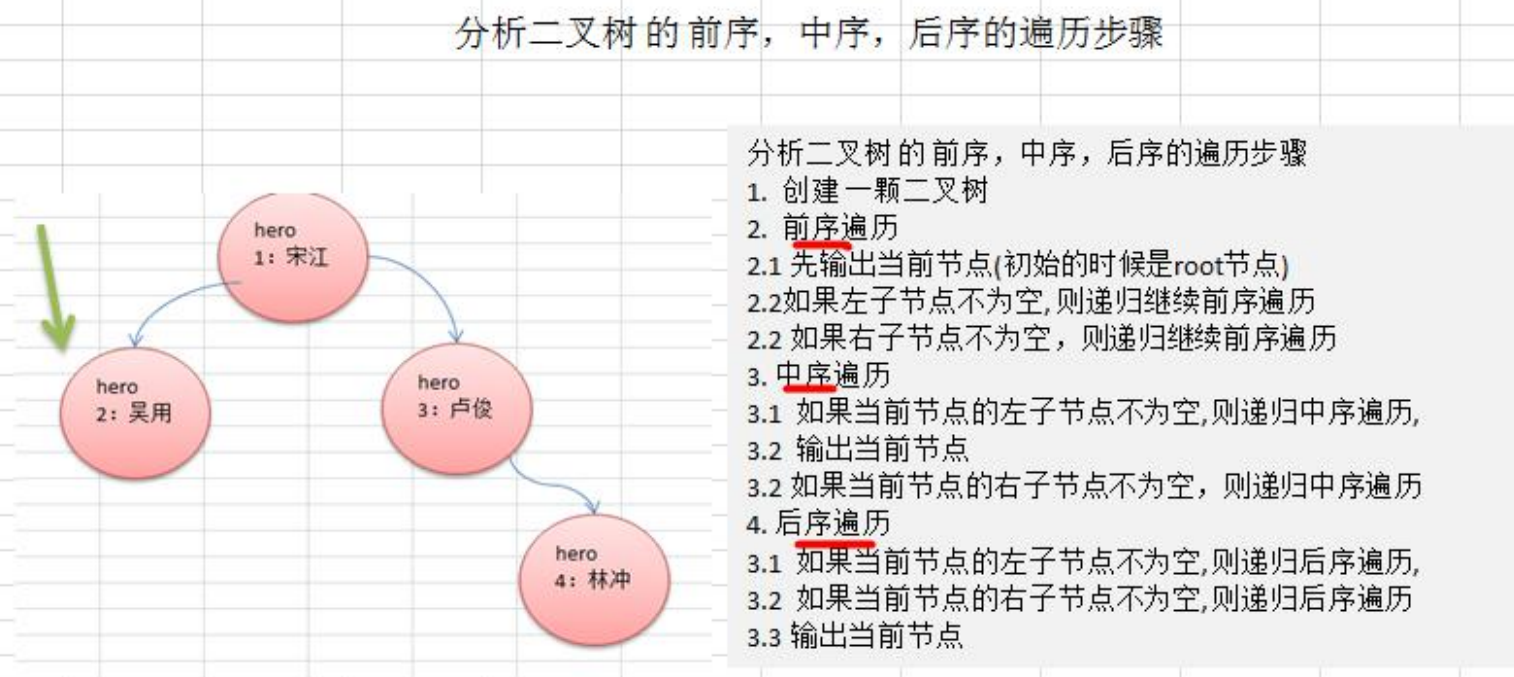 分析二叉树的前序，中序，后序的遍历步骤
hero
1：宋江
hero
2：吴用
hero
3：卢俊
hero
4：林冲
分析二叉树的前序，中序，后序的遍历步骤
1. 创建一颗二叉树
2. 前序遍历
2.1 先输出当前节点(初始的时候是root节点)
2.2如果左子节点不为空,则递归继续前序遍历
2.2 如果右子节点不为空，则递归继续前序遍历
3. 中序遍历
3.1 如果当前节点的左子节点不为空,则递归中序遍历,
3.2 输出当前节点
3.2 如果当前节点的右子节点不为空，则递归中序遍历
4. 后序遍历
3.1 如果当前节点的左子节点不为空,则递归后序遍历,
3.2 如果当前节点的右子节点不为空,则递归后序遍历
3.3 输出当前节点